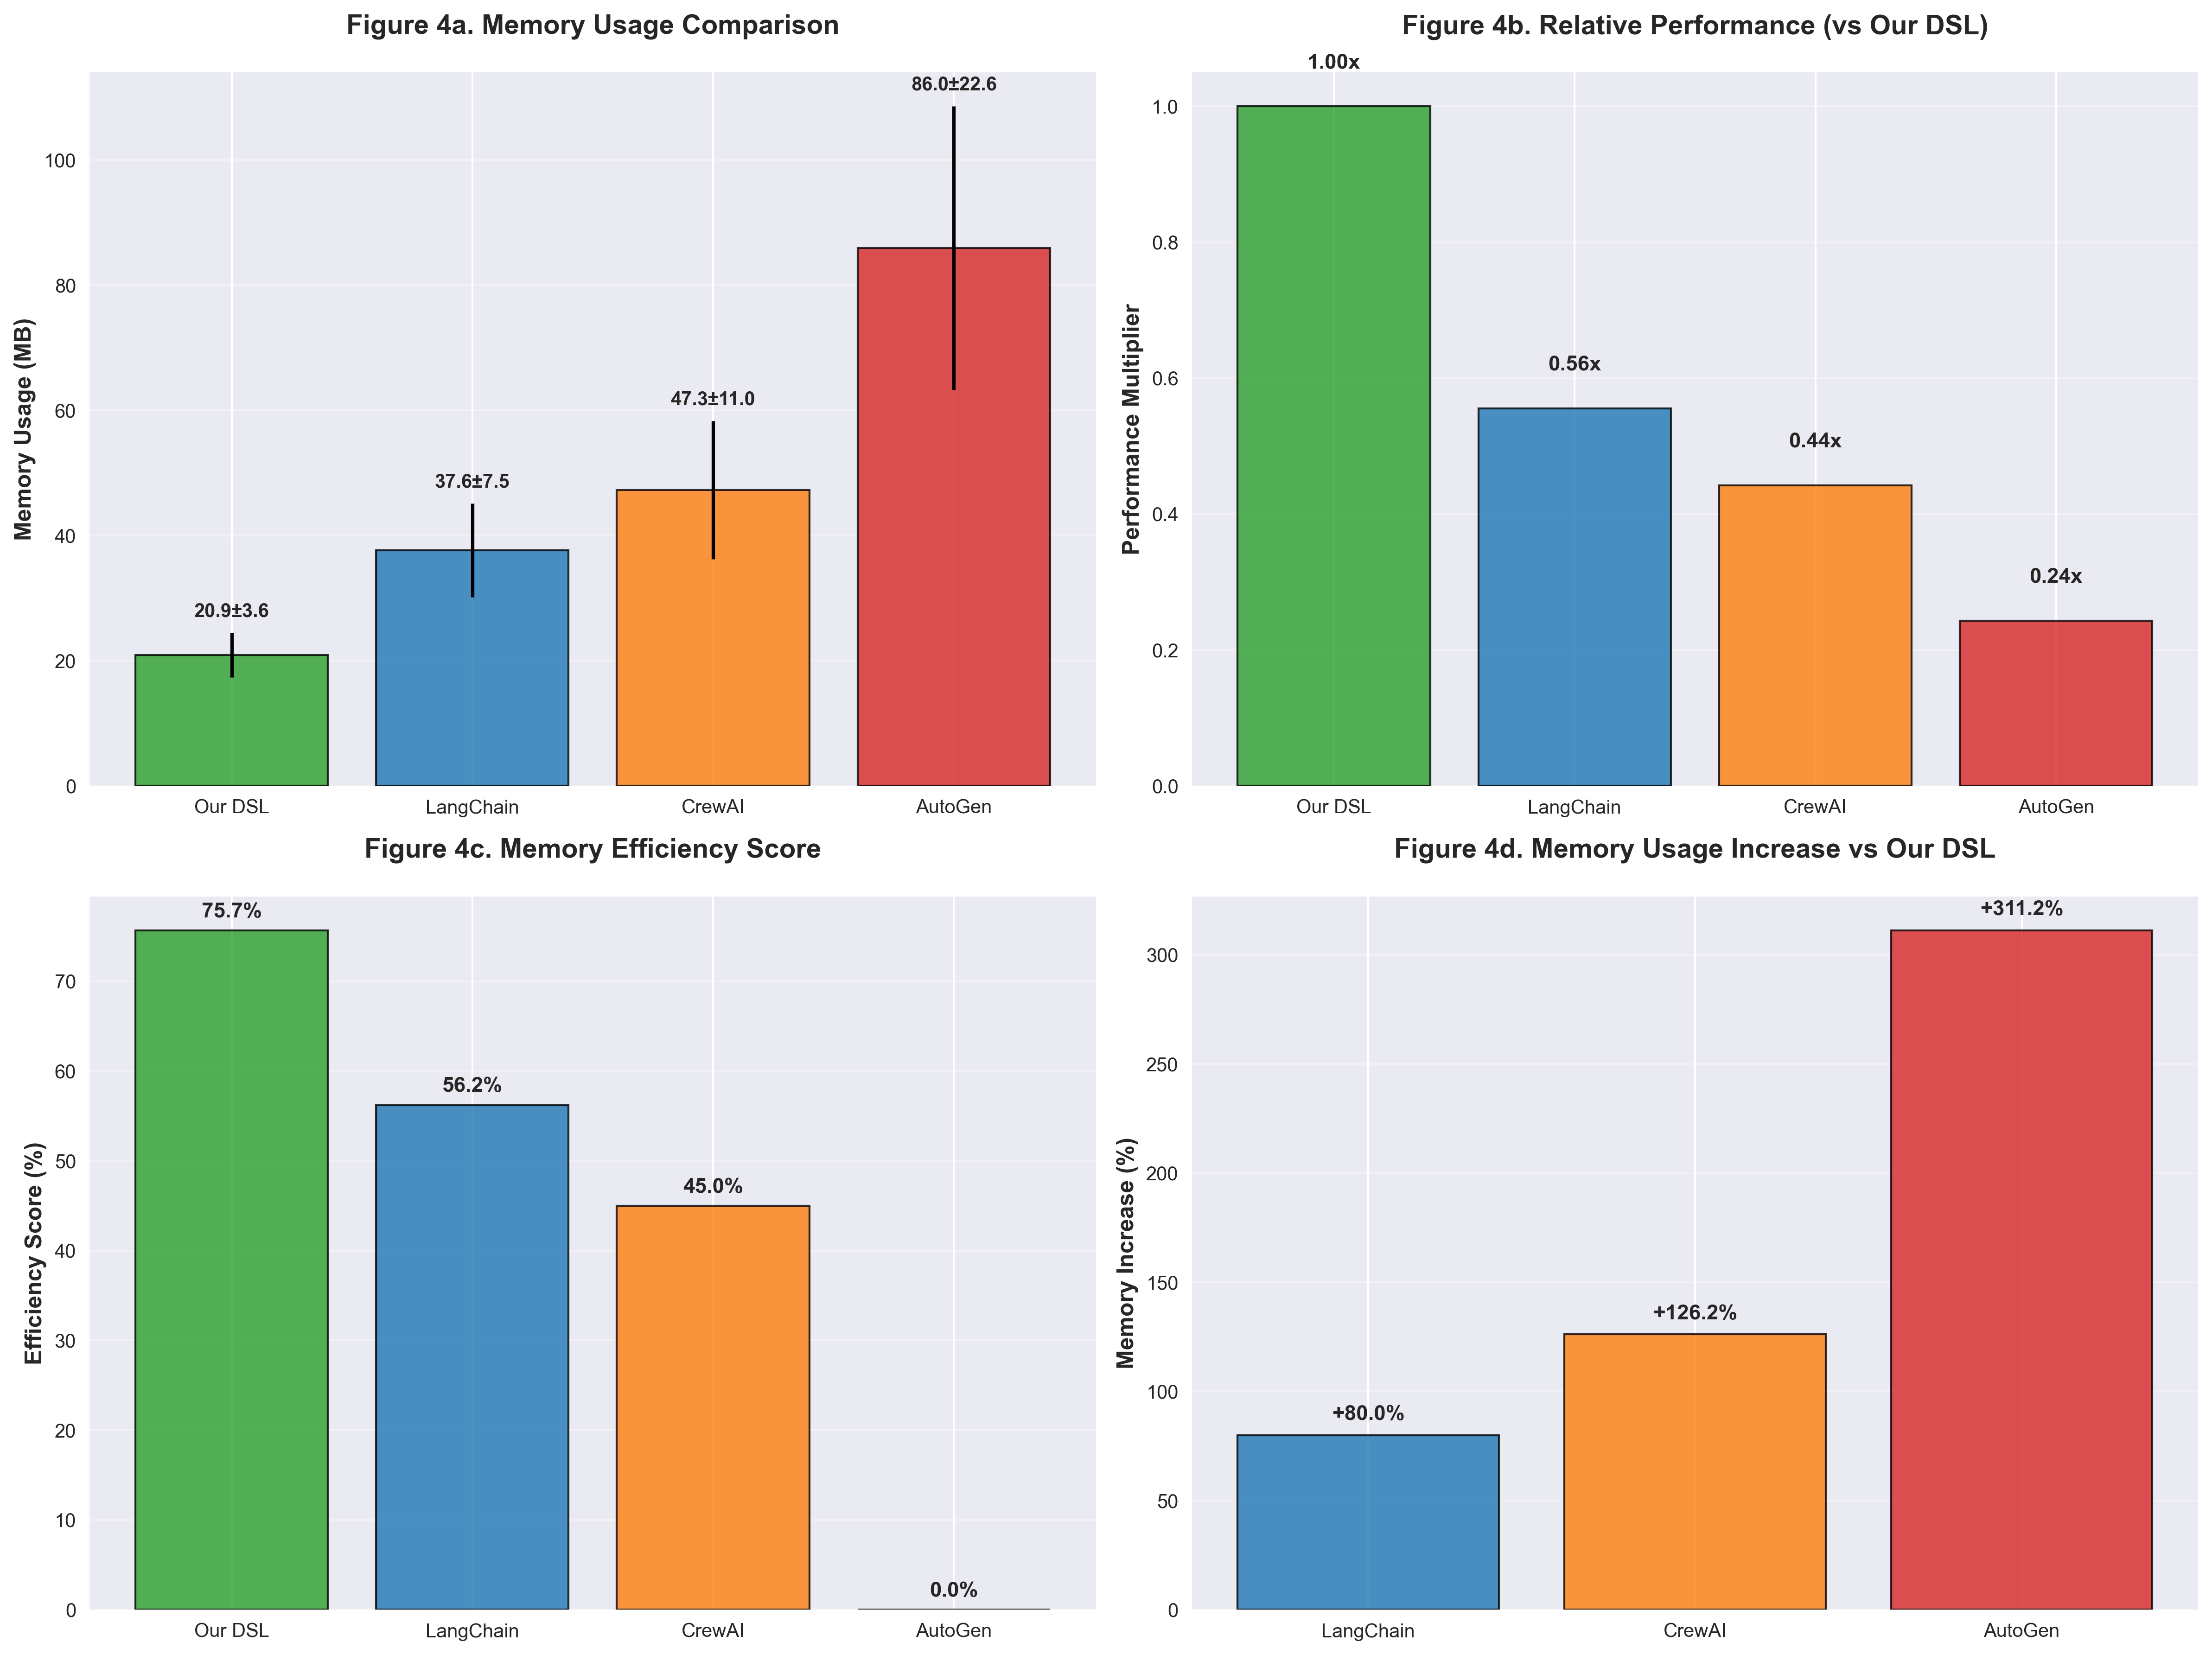 Figure 4a. Memory Usage Comparison
Memory Usage (MB)
100
80
60
40
20
0
20.9±3.6
37.6±7.5
47.3±11.0
86.0±22.6
Our DSL
LangChain
CrewAI
AutoGen
Figure 4b. Relative Performance (vs Our DSL)
Performance Multiplier
1.0
0.8
0.6
0.4
0.2
0.0
1.00x
0.56x
0.44x
0.24x
Our DSL
LangChain
CrewAI
AutoGen
Figure 4c. Memory Efficiency Score
Efficiency Score (%)
70
60
50
40
30
20
10
0
75.7%
56.2%
45.0%
0.0%
Our DSL
LangChain
CrewAI
AutoGen
Figure 4d. Memory Usage Increase vs Our DSL
Memory Increase (%)
300
250
200
150
100
50
0
+80.0%
+126.2%
+311.2%
LangChain
CrewAI
AutoGen